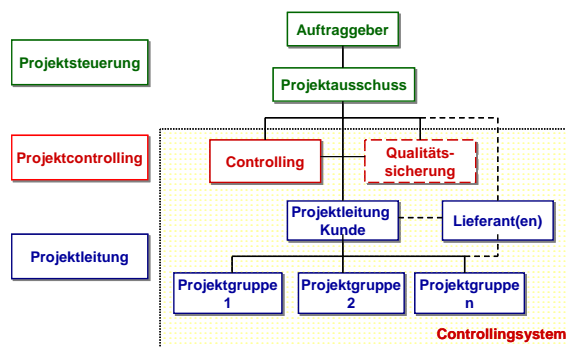 Auftraggeber
Projektsteuerung
Projektausschuss
Projektcontrolling
Controlling
Qualitäts-
sicherung
Projektleitung
Kunde
Lieferant(en)
Projektleitung
Projektgruppe
1
Projektgruppe
2
Projektgruppe
n
Controllingsystem